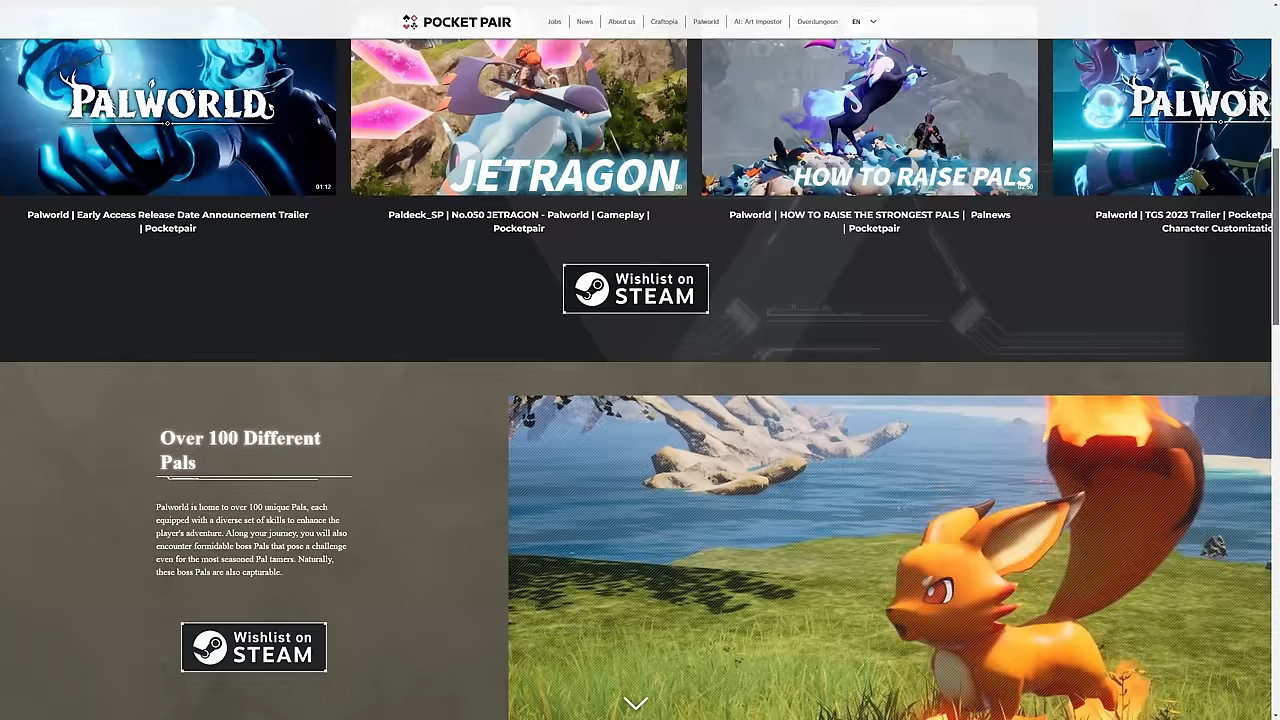 POCKET PAIR
Jobs
News
About us
Craftopia
Palworld
AI: Art Impostor
Overdungeon
EN
PALWORLD
01:12
JETRAGON
:00
HOW TO RAISE PALS
02:50
PALWOR
Palworld | Early Access Release Date Announcement Trailer
| Pocketpair
Paldeck_SP | No.050 JETRAGON - Palworld | Gameplay |
Pocketpair
Palworld | HOW TO RAISE THE STRONGEST PALS | Palnews
| Pocketpair
Palworld | TGS 2023 Trailer | Pocketpa
Character Customizatio
Wishlist on
STEAM
Over 100 Different
Pals
Palworld is home to over 100 unique Pals, each
equipped with a diverse set of skills to enhance the
player's adventure. Along your journey, you will also
encounter formidable boss Pals that pose a challenge
even for the most seasoned Pal tamers. Naturally,
these boss Pals are also capturable.
Wishlist on
STEAM